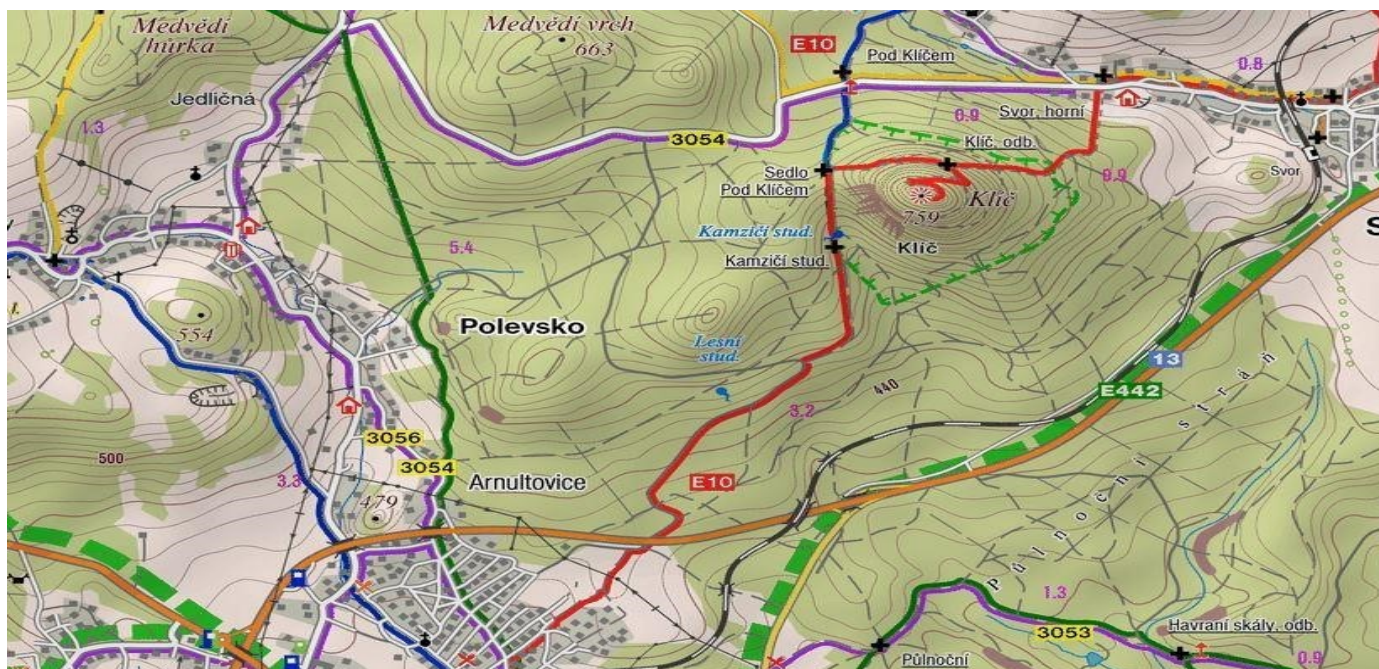 Medvědí
hůrka
Medvědí vrch
663
E10
Pod Klíčem
0.8
Jedličná
1.3
3054
0.9
Svor, horní
Klíč, odb.
Svor
Sedlo
Pod Klíčem
0.9
Klíč
759
Klíč
5.4
Kamzičí stud.
Kamzičí stud.
S
554
Polevsko
Lesní
stud.
13
E442
440
3.2
3056
3054
500
3.3
479
Arnultovice
E10
Půlnoční stráň
1.3
3053
Havraní skály, odb.
Půlnoční
0.9